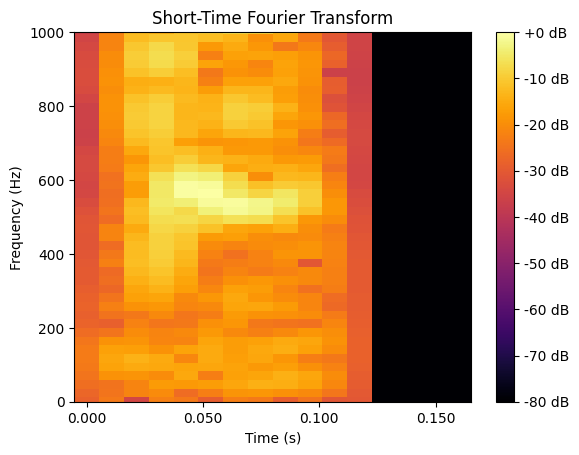 Short-Time Fourier Transform
Frequency (Hz)
1000
800
600
400
200
0
0.000
0.050
0.100
0.150
Time (s)
+0 dB
-10 dB
-20 dB
-30 dB
-40 dB
-50 dB
-60 dB
-70 dB
-80 dB